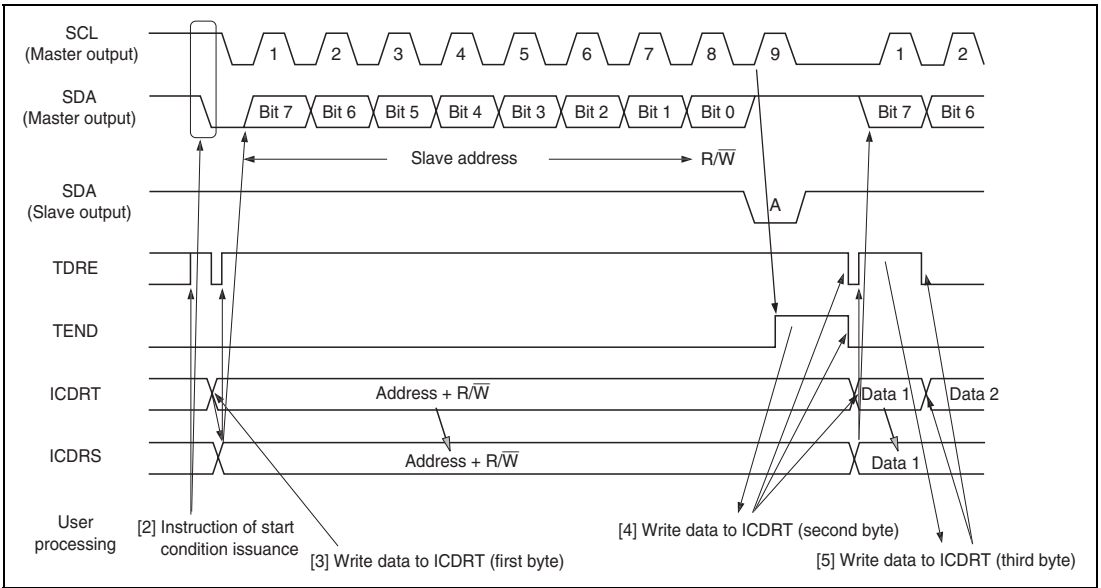 SCL
(Master output)
1 2 3 4 5 6 7 8 9 1 2
SDA
(Master output)
Bit 7 Bit 6 Bit 5 Bit 4 Bit 3 Bit 2 Bit 1 Bit 0 Bit 7 Bit 6
Slave address R/W̅
SDA
(Slave output)
A
TDRE
TEND
ICDRT
Address + R/W̅ Data 1 Data 2
ICDRS
Address + R/W̅ Data 1
User
processing
[2] Instruction of start
condition issuance
[3] Write data to ICDRT (first byte)
[4] Write data to ICDRT (second byte)
[5] Write data to ICDRT (third byte)